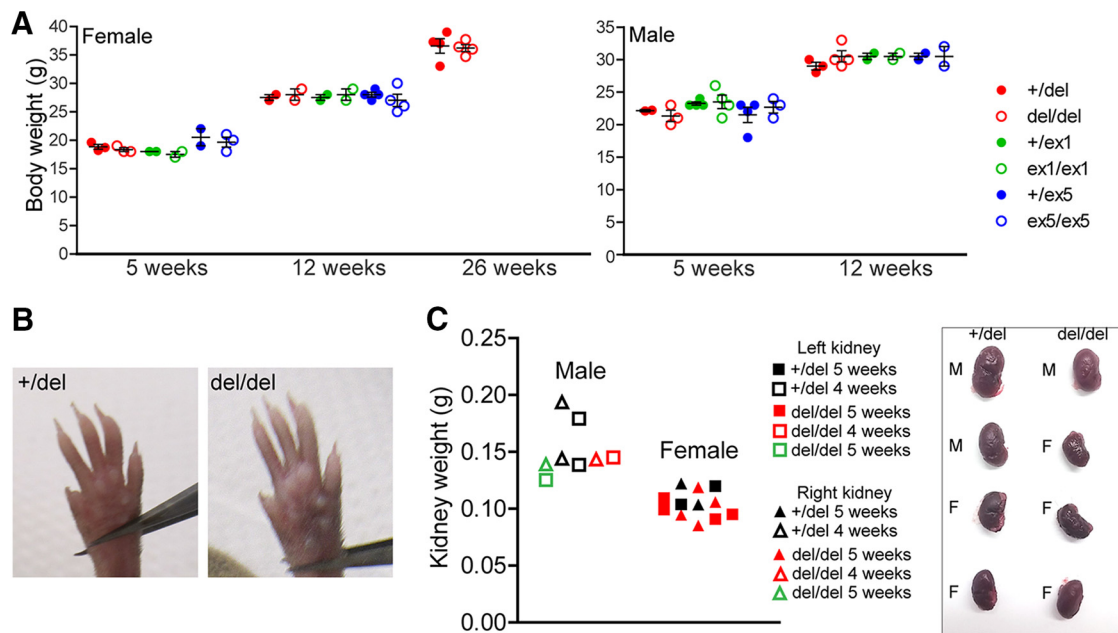 A
Body weight (g)
40
35
30
25
20
15
10
5
0
Female
5 weeks
12 weeks
26 weeks
40
35
30
25
20
15
10
5
0
Male
5 weeks
12 weeks
+/del
del/del
+/ex1
ex1/ex1
+/ex5
ex5/ex5
B
+/del
del/del
C
Kidney weight (g)
0.25
0.20
0.15
0.10
0.05
0.00
Male
Female
Left kidney
+/del 5 weeks
+/del 4 weeks
del/del 5 weeks
del/del 4 weeks
del/del 5 weeks
Right kidney
+/del 5 weeks
+/del 4 weeks
del/del 5 weeks
del/del 4 weeks
del/del 5 weeks
+/del del/del
M M
M F
F F
F F